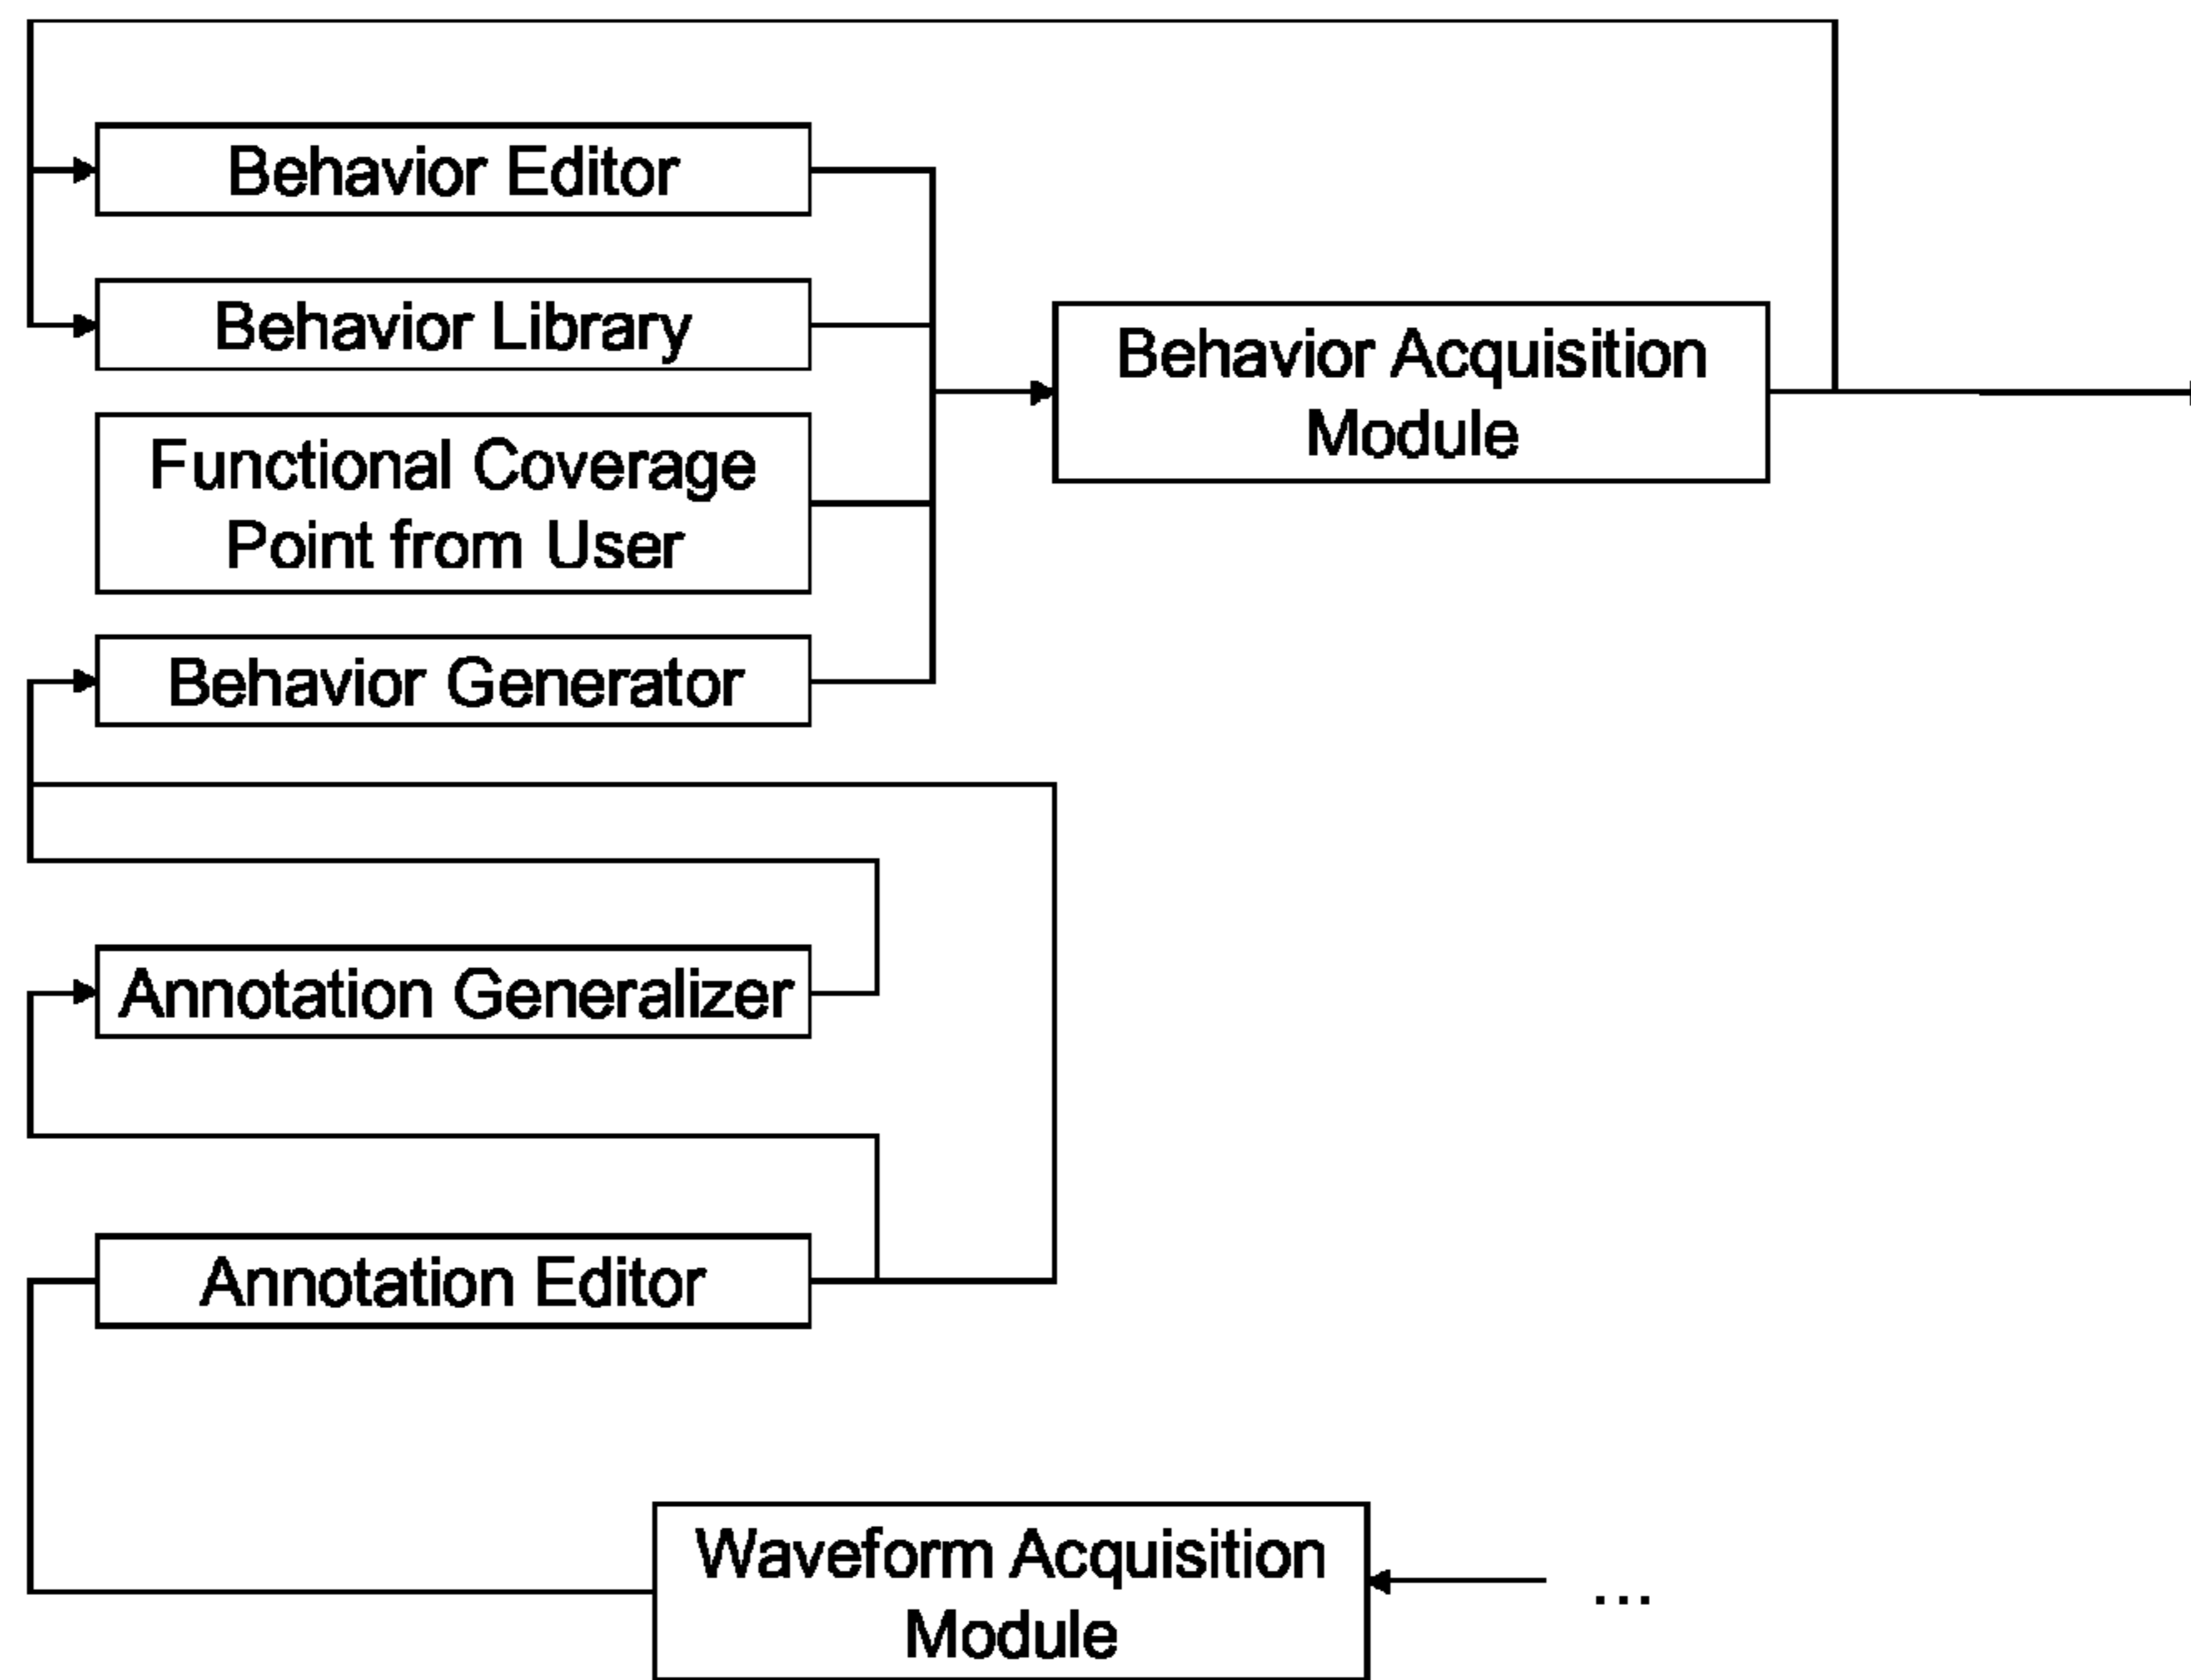 Behavior Editor
Behavior Library
Functional Coverage
Point from User
Behavior Generator
Behavior Acquisition
Module
Annotation Generalizer
Annotation Editor
Waveform Acquisition
Module
...